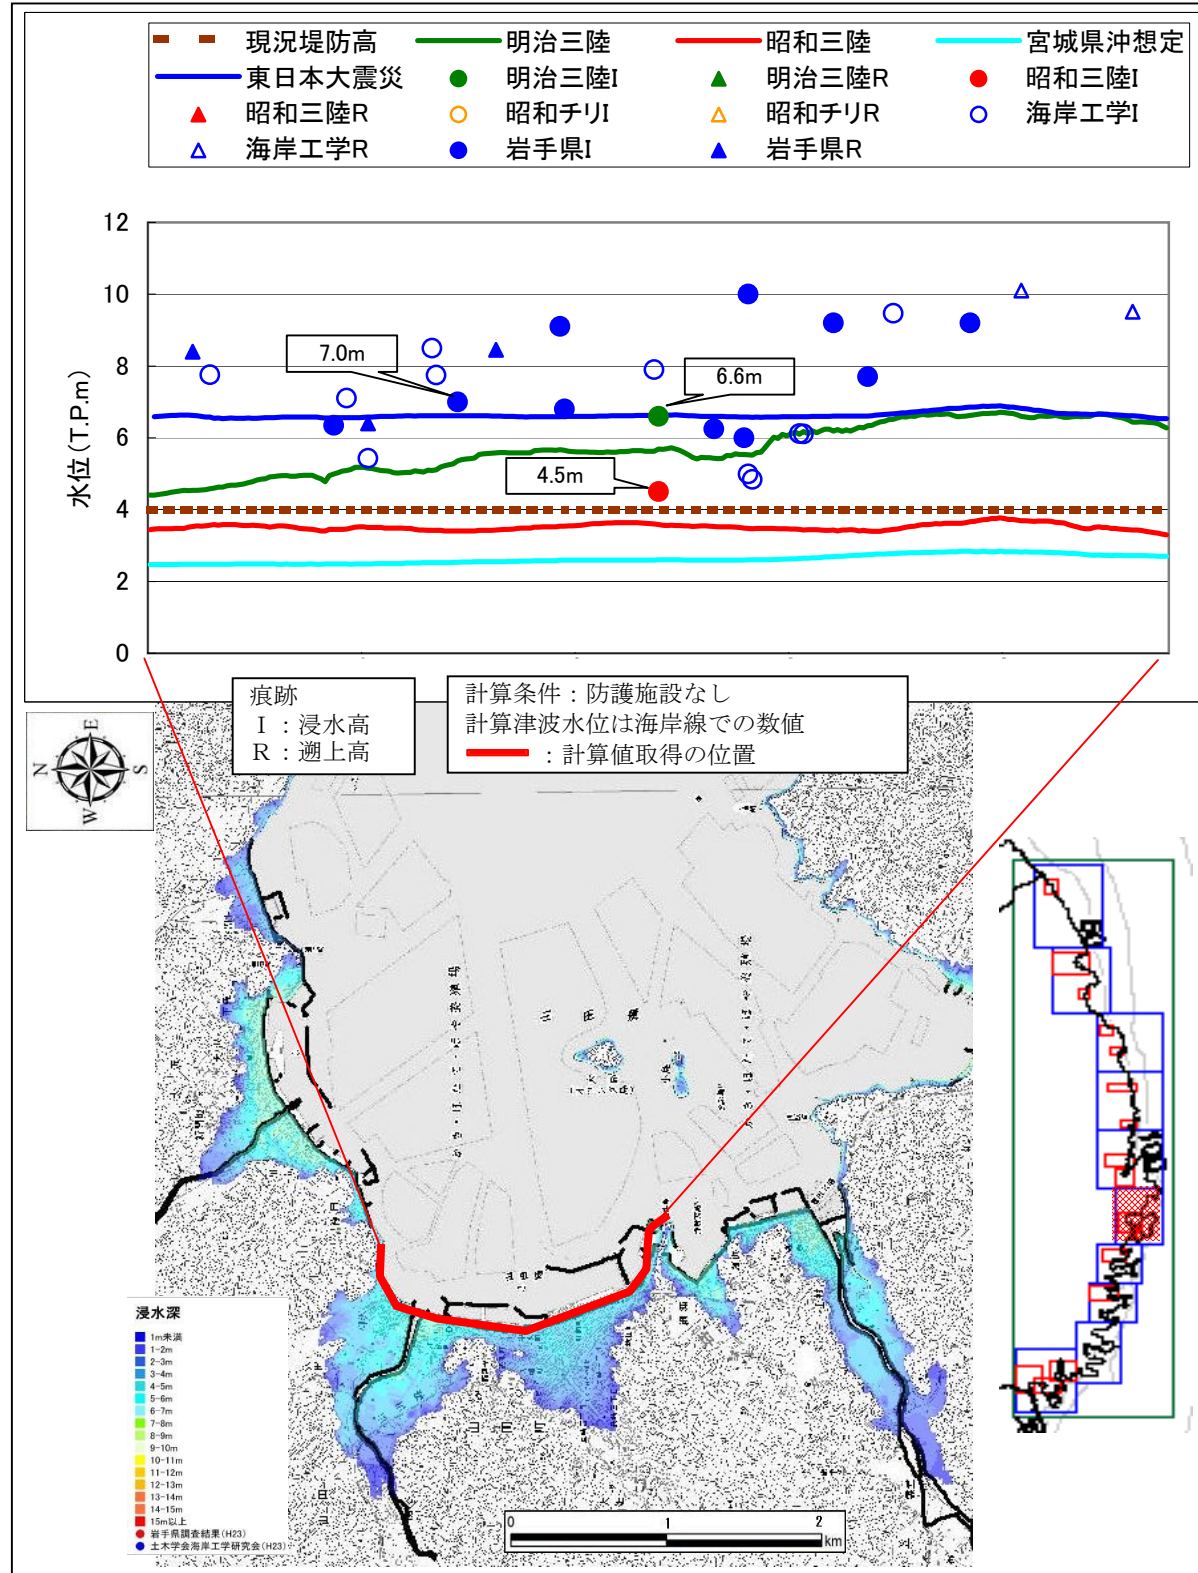 現況堤防高 明治三陸 昭和三陸 宮城県沖想定
東日本大震災 明治三陸I 明治三陸R 昭和三陸I
昭和三陸R 昭和チリI 昭和チリR 海岸工学I
海岸工学R 岩手県I 岩手県R
水位(T.P.m)
12
10
8
6
4
2
0
7.0m
6.6m
4.5m
痕跡
I：浸水高
R：遡上高
計算条件：防護施設なし
計算津波水位は海岸線での数値
：計算値取得の位置
N
E
S
W
浸水深
1m未満
1-2m
2-3m
3-4m
4-5m
5-6m
6-7m
7-8m
8-9m
9-10m
10-11m
11-12m
12-13m
13-14m
14-15m
15m以上
岩手県調査結果(H23)
土木学会海岸工学研究会(H23)
0 1 2
km